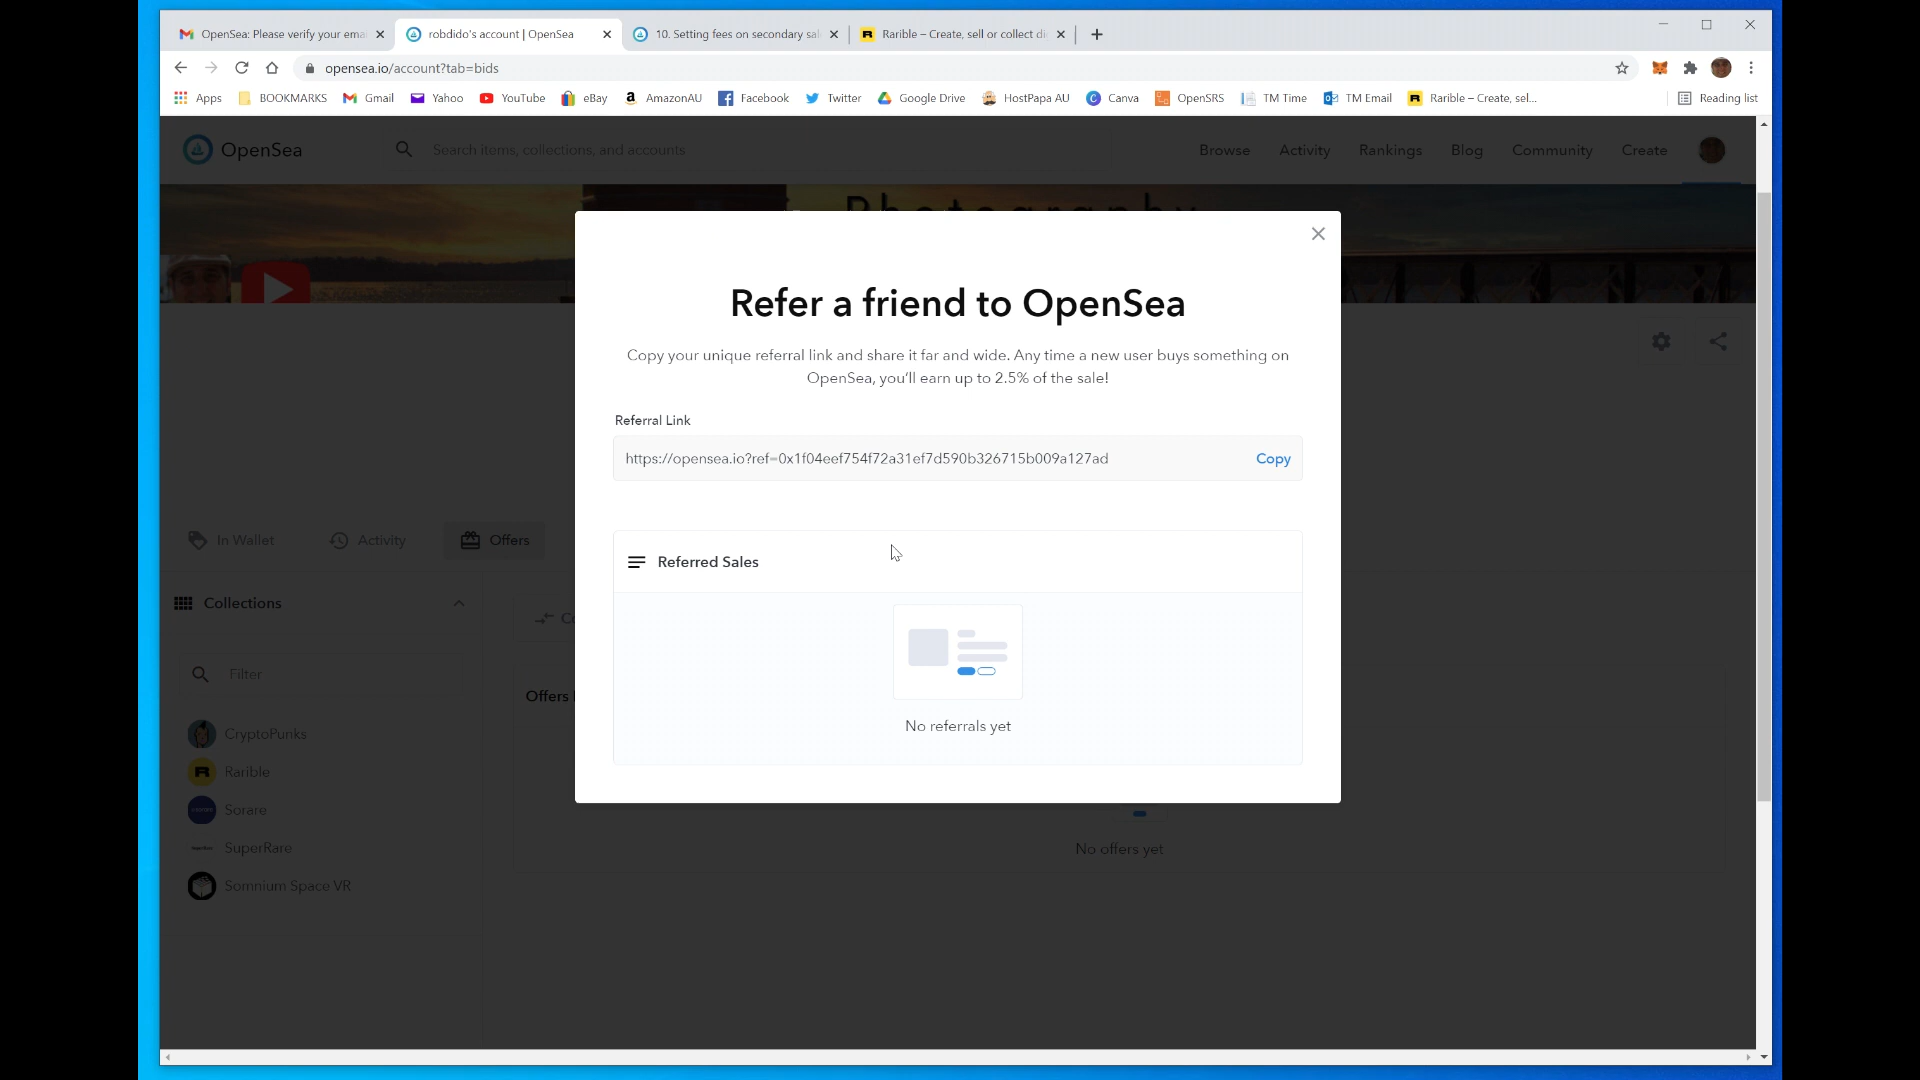 OpenSea: Please verify your ema
robdido's account | OpenSea
10. Setting fees on secondary sal
Rarible – Create, sell or collect di
opensea.io/account?tab=bids
Apps
BOOKMARKS
Gmail
Yahoo
YouTube
eBay
AmazonAU
Facebook
Twitter
Google Drive
HostPapa AU
Canva
OpenSRS
TM Time
TM Email
Rarible – Create, sel...
Reading list
OpenSea
Search items, collections, and accounts
Browse
Activity
Rankings
Blog
Community
Create
Photography
Refer a friend to OpenSea
Copy your unique referral link and share it far and wide. Any time a new user buys something on
OpenSea, you'll earn up to 2.5% of the sale!
Referral Link
https://opensea.io?ref=0x1f04eef754f72a31ef7d590b326715b009a127ad
Copy
In Wallet
Activity
Offers
Referred Sales
Collections
Filter
Offers
No referrals yet
CryptoPunks
Rarible
Sorare
SuperRare
Somnium Space VR
No offers yet